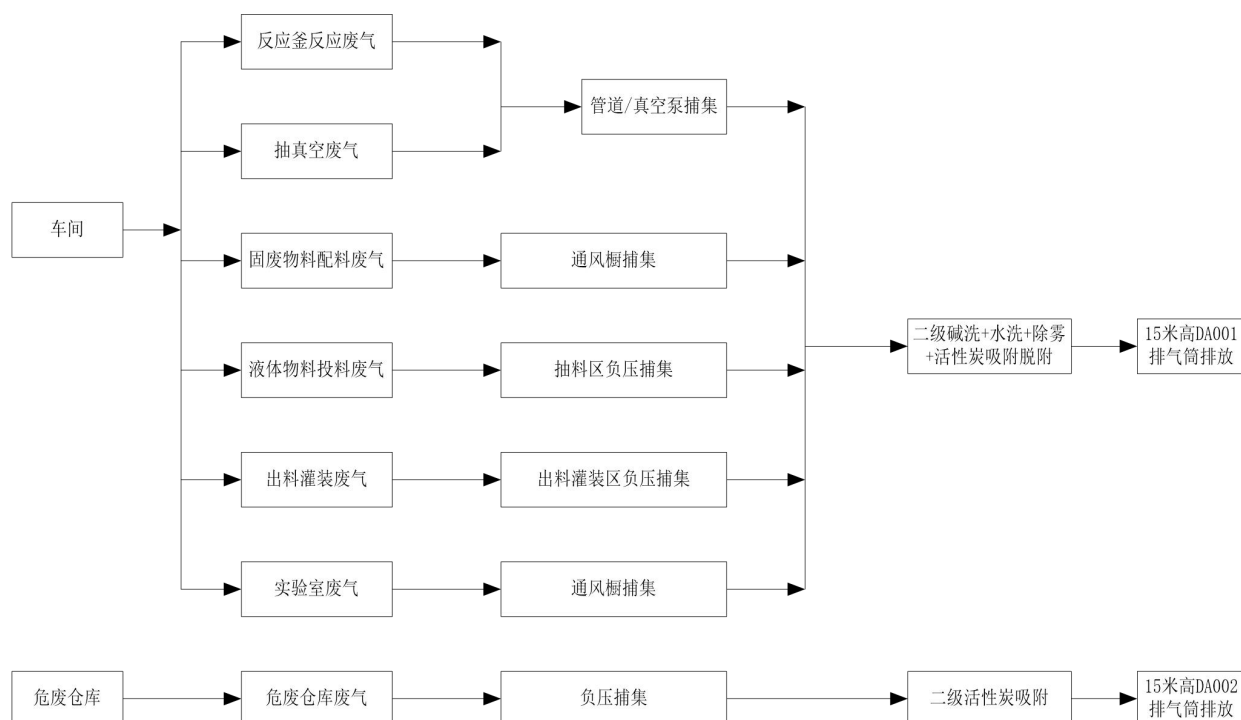 反应釜反应废气
管道/真空泵捕集
抽真空废气
车间
固废物料配料废气
通风橱捕集
二级碱洗+水洗+除雾
+活性炭吸附脱附
15米高DA001
排气筒排放
液体物料投料废气
抽料区负压捕集
出料灌装废气
出料灌装区负压捕集
实验室废气
通风橱捕集
危废仓库
危废仓库废气
负压捕集
二级活性炭吸附
15米高DA002
排气筒排放